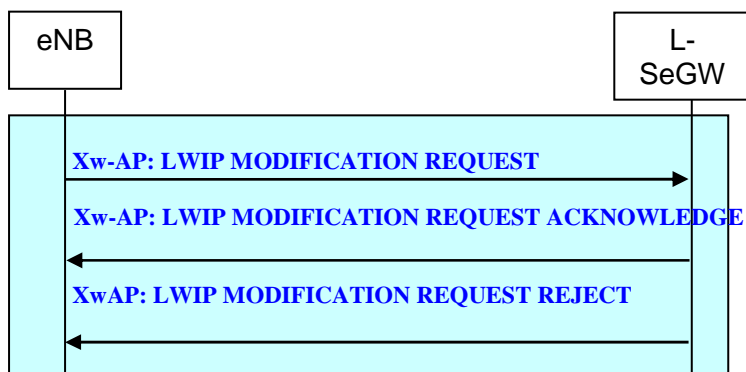 eNB
L-
SeGW
Xw-AP: LWIP MODIFICATION REQUEST
Xw-AP: LWIP MODIFICATION REQUEST ACKNOWLEDGE
XwAP: LWIP MODIFICATION REQUEST REJECT